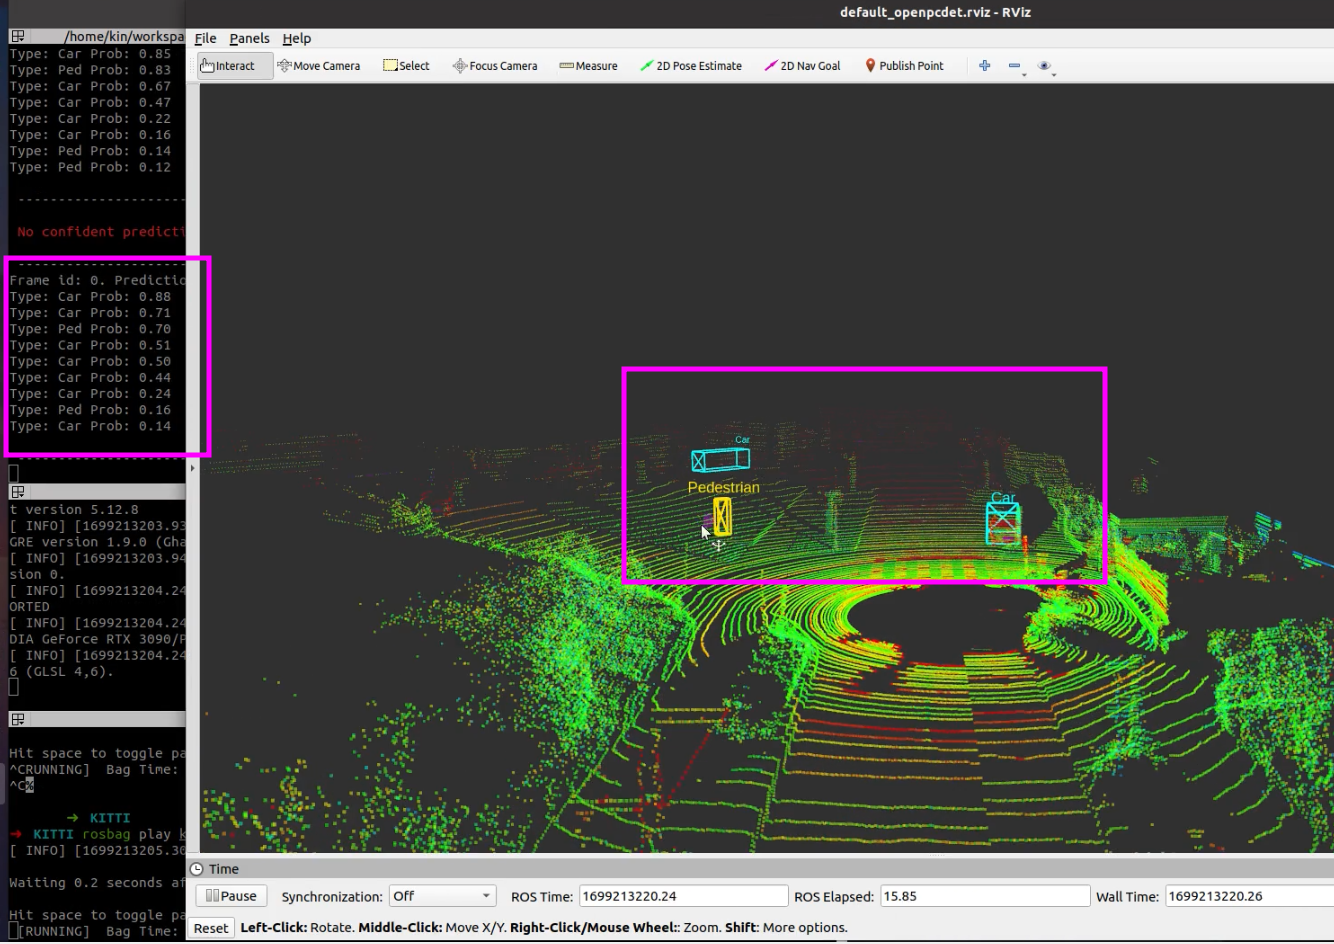 default_openpcdet.rviz - RViz
/home/kin/workspa
File Panels Help
Interact Move Camera Select Focus Camera Measure 2D Pose Estimate 2D Nav Goal Publish Point
Type: Car Prob: 0.85
Type: Ped Prob: 0.83
Type: Car Prob: 0.67
Type: Car Prob: 0.47
Type: Car Prob: 0.22
Type: Car Prob: 0.16
Type: Ped Prob: 0.14
Type: Ped Prob: 0.12
---------------------
No confident predicti
---------------------
Frame id: 0. Predictio
Type: Car Prob: 0.88
Type: Car Prob: 0.71
Type: Ped Prob: 0.70
Type: Car Prob: 0.51
Type: Car Prob: 0.50
Type: Car Prob: 0.44
Type: Car Prob: 0.24
Type: Ped Prob: 0.16
Type: Car Prob: 0.14
---------------------
Car
Pedestrian
Car
t version 5.12.8
[ INFO] [1699213203.93
GRE version 1.9.0 (Gha
[ INFO] [1699213203.94
sion 0.
[ INFO] [1699213204.24
ORTED
[ INFO] [1699213204.24
DIA GeForce RTX 3090/P
[ INFO] [1699213204.24
6 (GLSL 4,6).
Hit space to toggle pa
^CRUNNING] Bag Time:
^C%
→ KITTI
→ KITTI rosbag play k
[ INFO] [1699213205.30
Waiting 0.2 seconds af
Hit space to toggle pa
[RUNNING] Bag Time:
Time
Pause Synchronization: Off ROS Time: 1699213220.24 ROS Elapsed: 15.85 Wall Time: 1699213220.26
Reset Left-Click: Rotate. Middle-Click: Move X/Y. Right-Click/Mouse Wheel:: Zoom. Shift: More options.